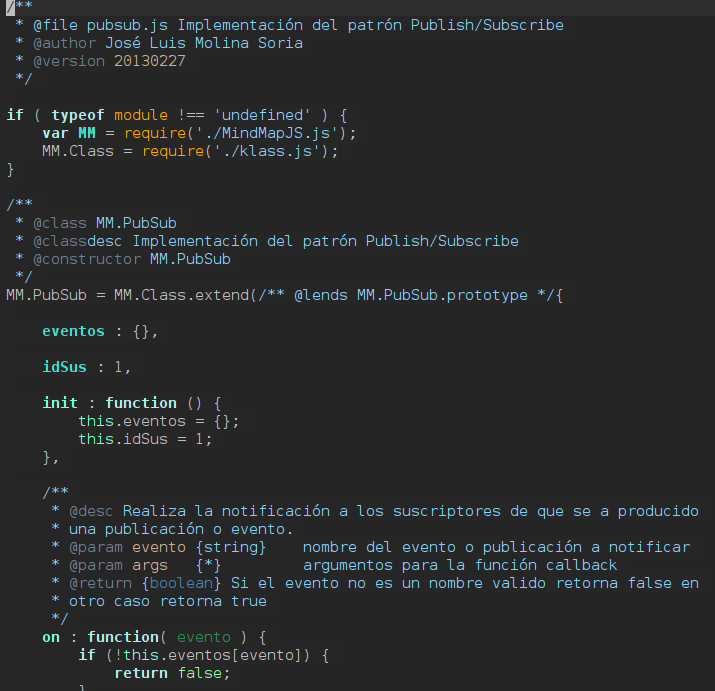 /**
 * @file pubsub.js Implementación del patrón Publish/Subscribe
 * @author José Luis Molina Soria
 * @version 20130227
 */
if ( typeof module !== 'undefined' ) {
    var MM = require('./MindMapJS.js');
    MM.Class = require('./klass.js');
}
/**
 * @class MM.PubSub
 * @classdesc Implementación del patrón Publish/Subscribe
 * @constructor MM.PubSub
 */
MM.PubSub = MM.Class.extend(/** @lends MM.PubSub.prototype */{
    eventos : {},
    idSus : 1,
    init : function () {
        this.eventos = {};
        this.idSus = 1;
    },
    /**
     * @desc Realiza la notificación a los suscriptores de que se a producido
     * una publicación o evento.
     * @param evento {string}    nombre del evento o publicación a notificar
     * @param args   {*}         argumentos para la función callback
     * @return {boolean} Si el evento no es un nombre valido retorna false en
     * otro caso retorna true
     */
    on : function( evento ) {
        if (!this.eventos[evento]) {
            return false;
        }